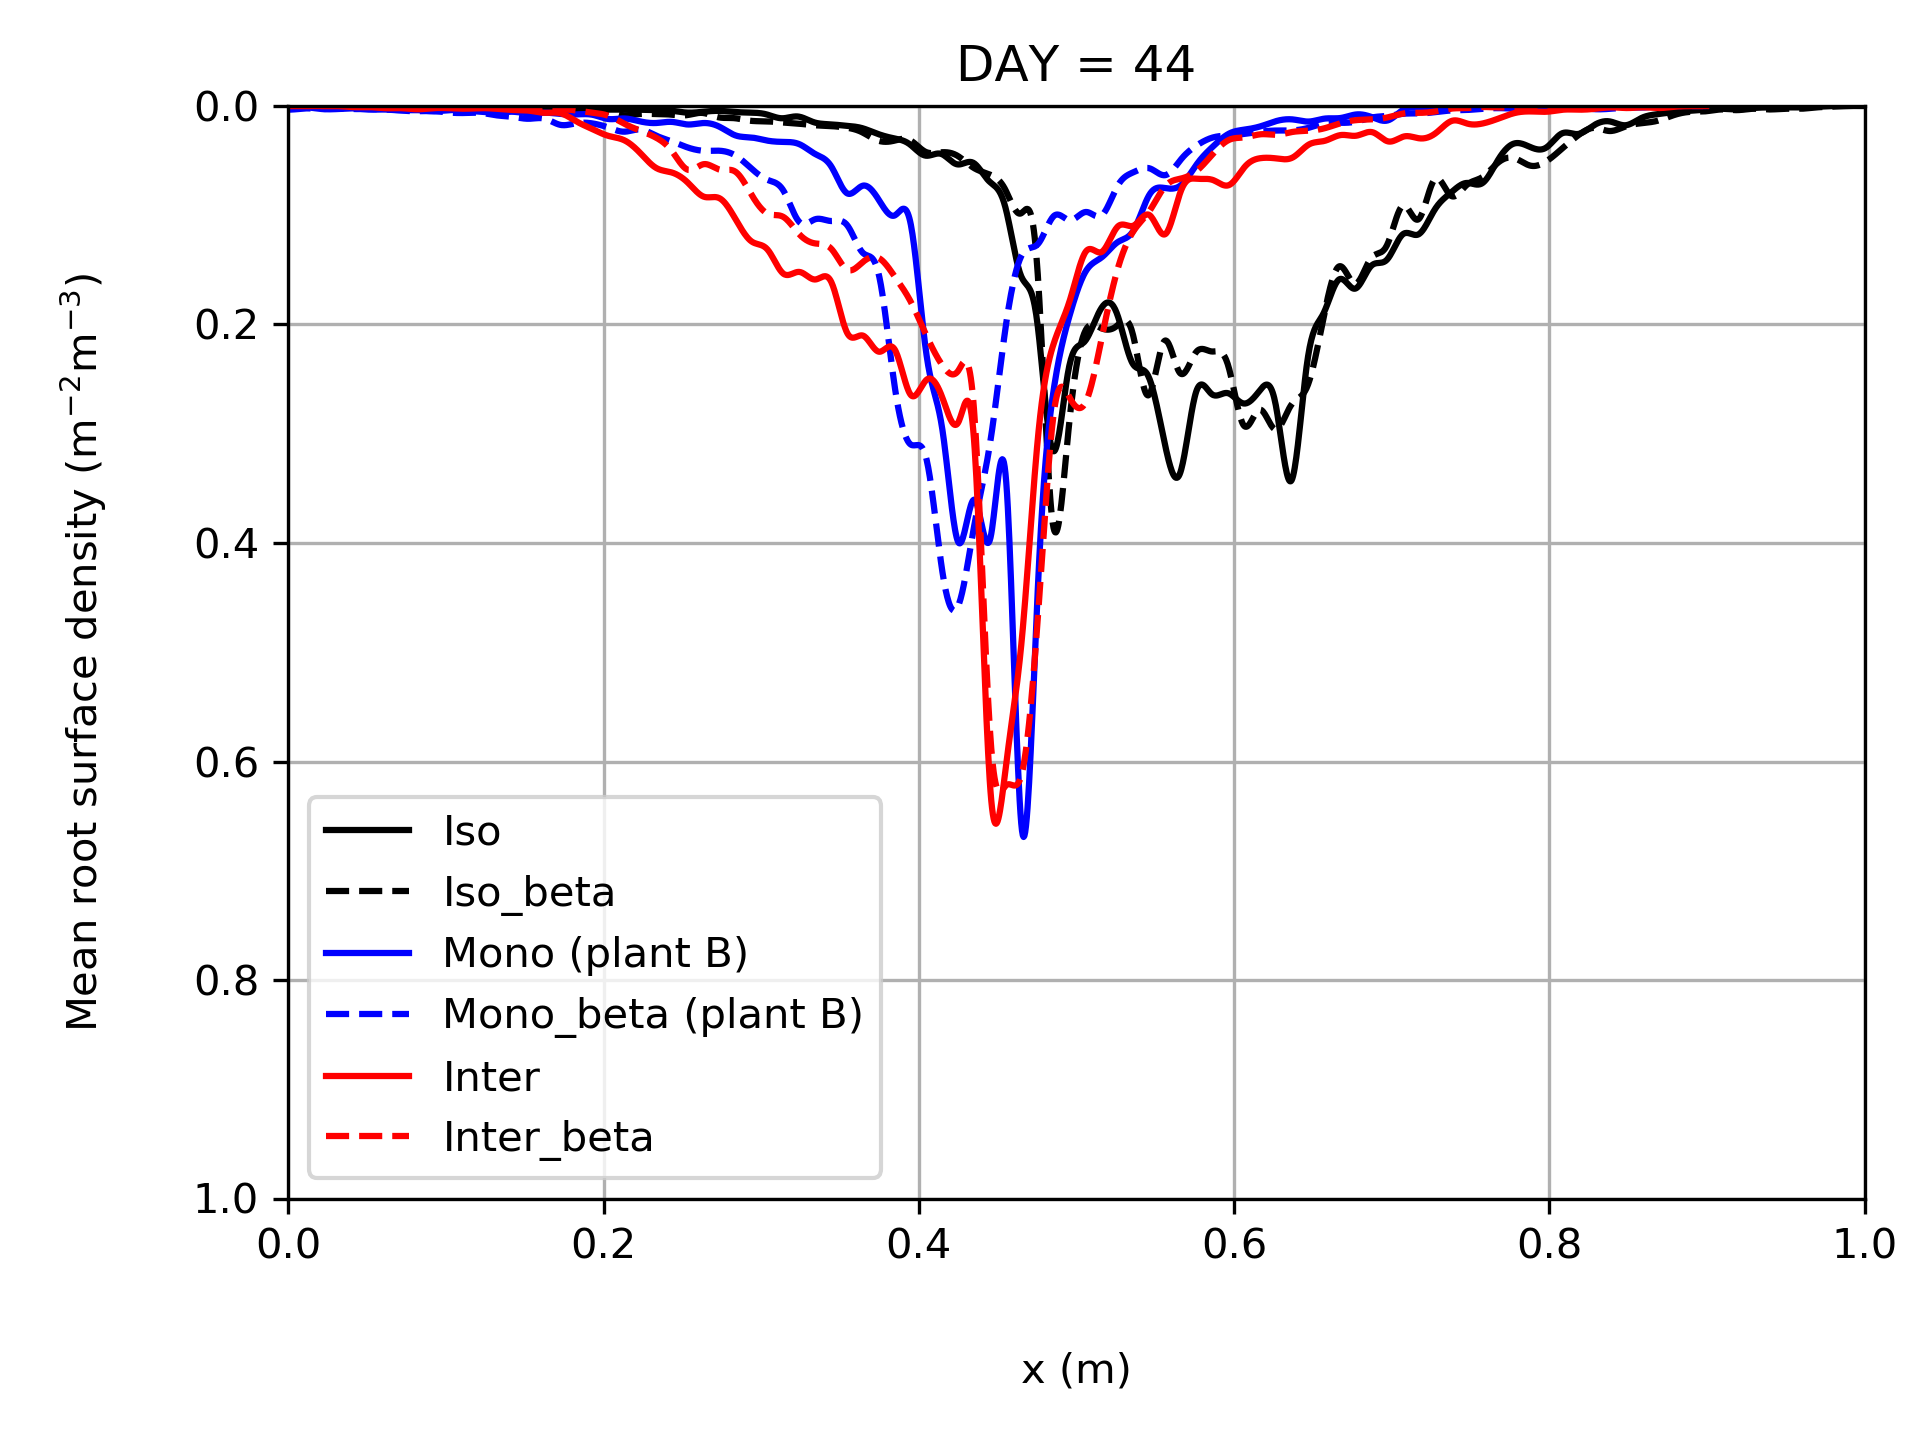 DAY = 44
Mean root surface density (m⁻²m⁻³)
0.0
0.2
0.4
0.6
0.8
1.0
Iso
Iso_beta
Mono (plant B)
Mono_beta (plant B)
Inter
Inter_beta
0.0 0.2 0.4 0.6 0.8 1.0
x (m)